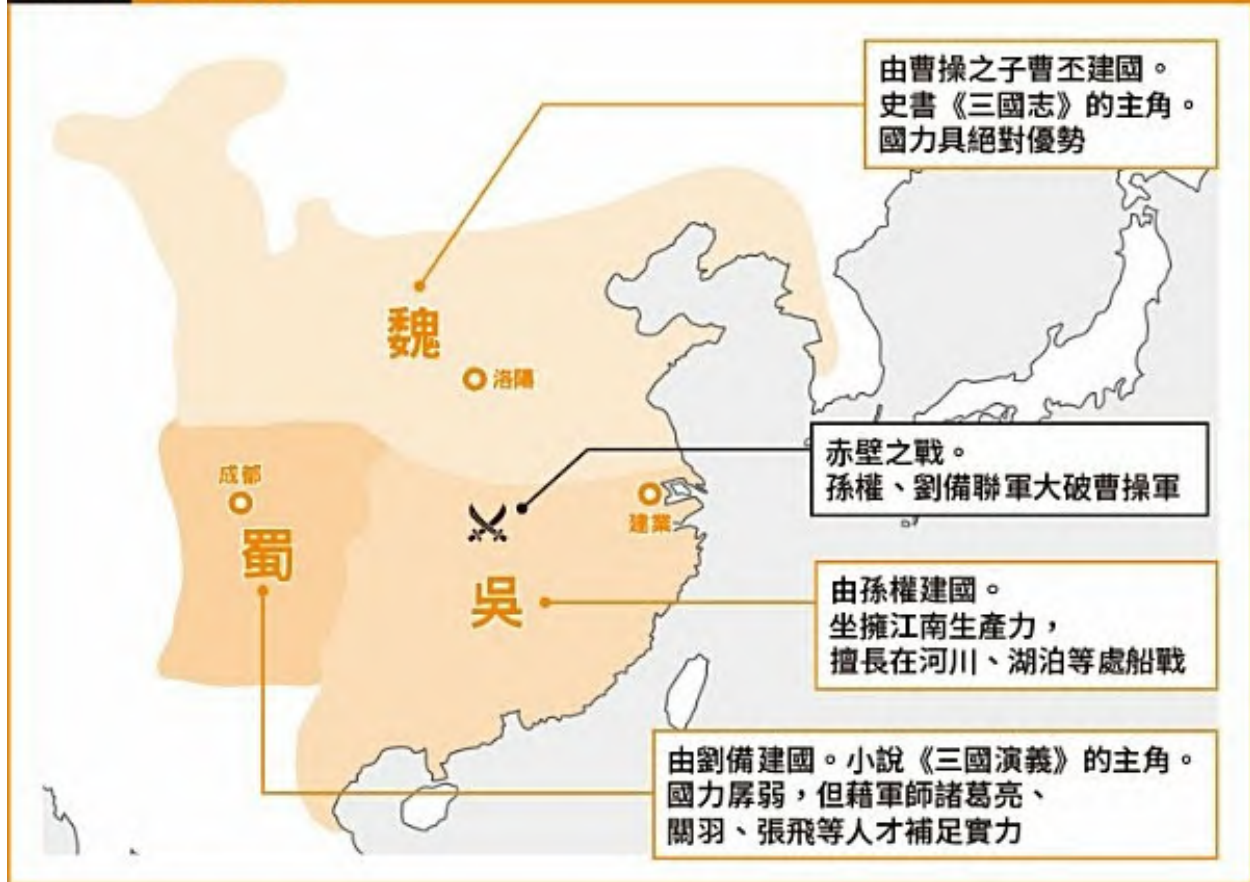 由曹操之子曹丕建國。
史書《三國志》的主角。
國力具絕對優勢
魏
洛陽
赤壁之戰。
孫權、劉備聯軍大破曹操軍
成都
蜀
建業
吳
由孫權建國。
坐擁江南生產力，
擅長在河川、湖泊等處船戰
由劉備建國。小說《三國演義》的主角。
國力孱弱，但藉軍師諸葛亮、
關羽、張飛等人才補足實力